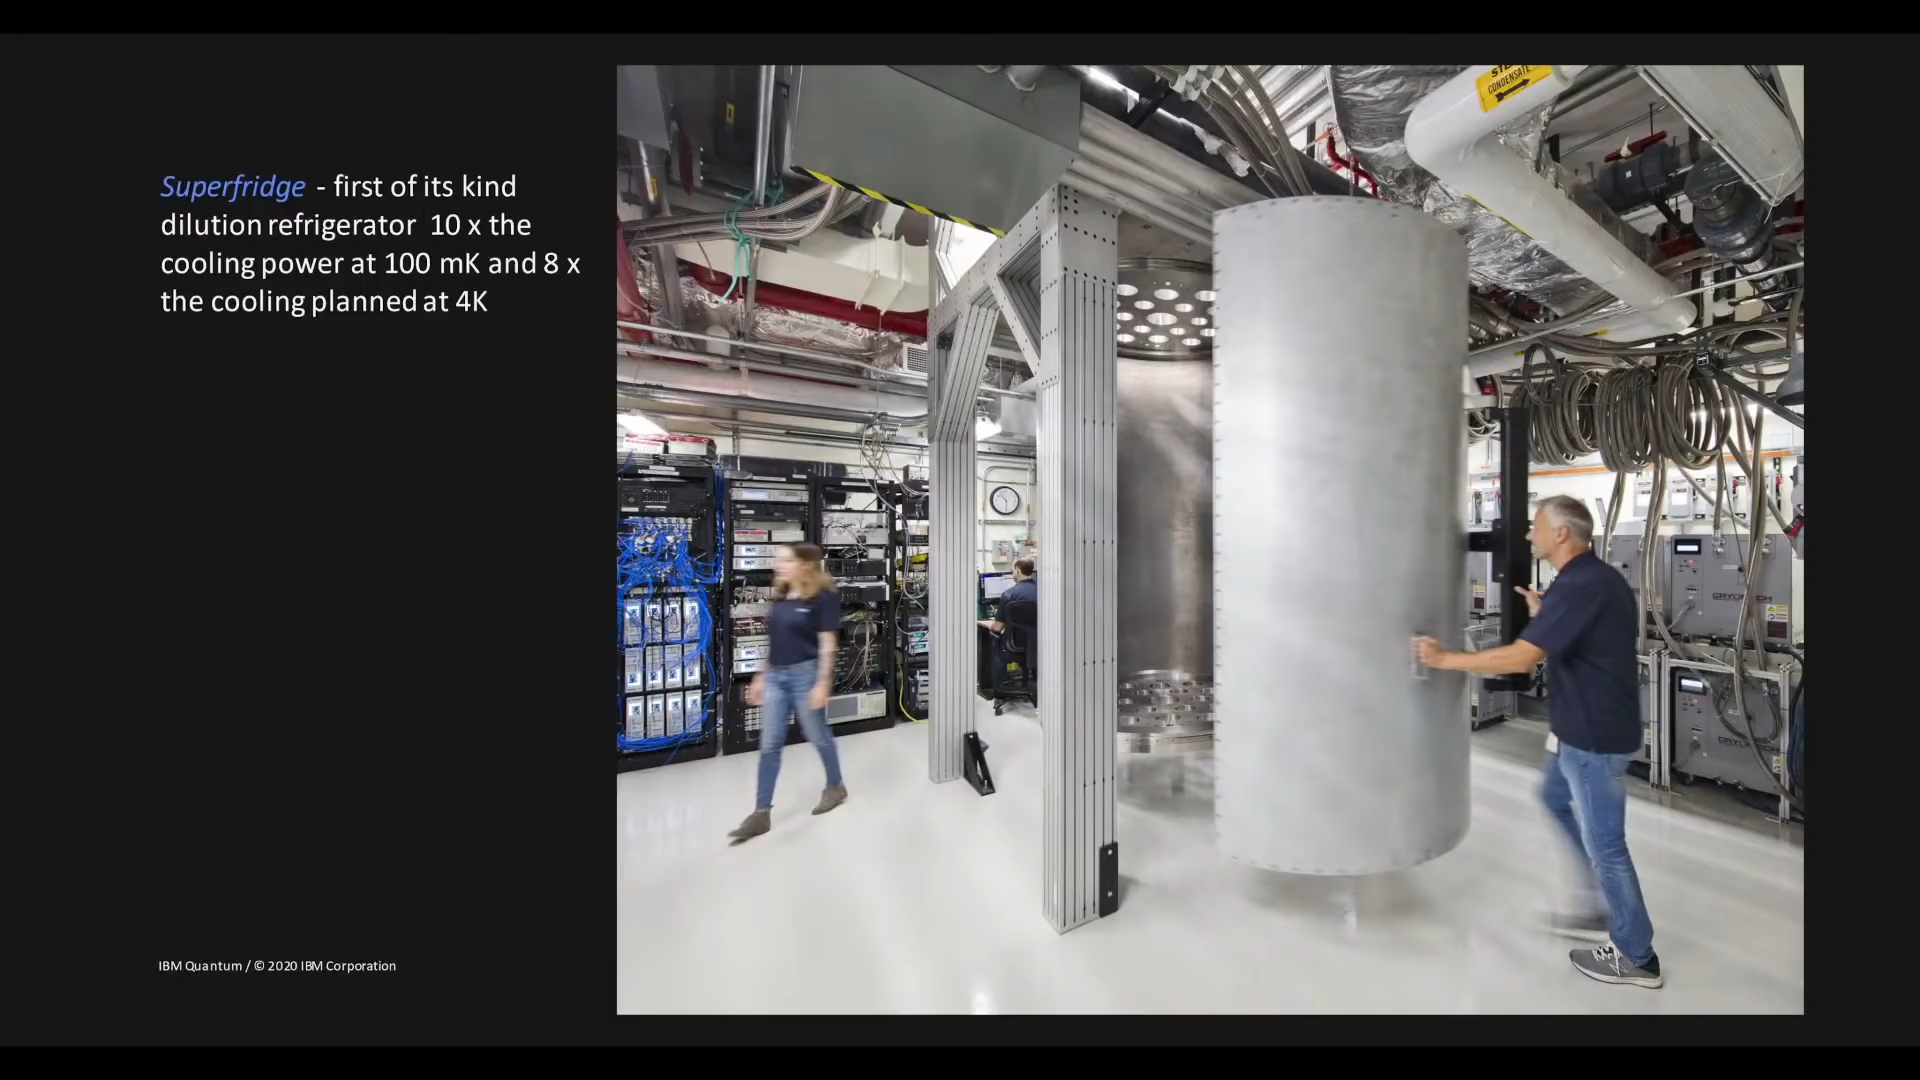 Superfridge - first of its kind
dilution refrigerator 10 x the
cooling power at 100 mK and 8 x
the cooling planned at 4K
CONDENSATE
IBM Quantum / © 2020 IBM Corporation